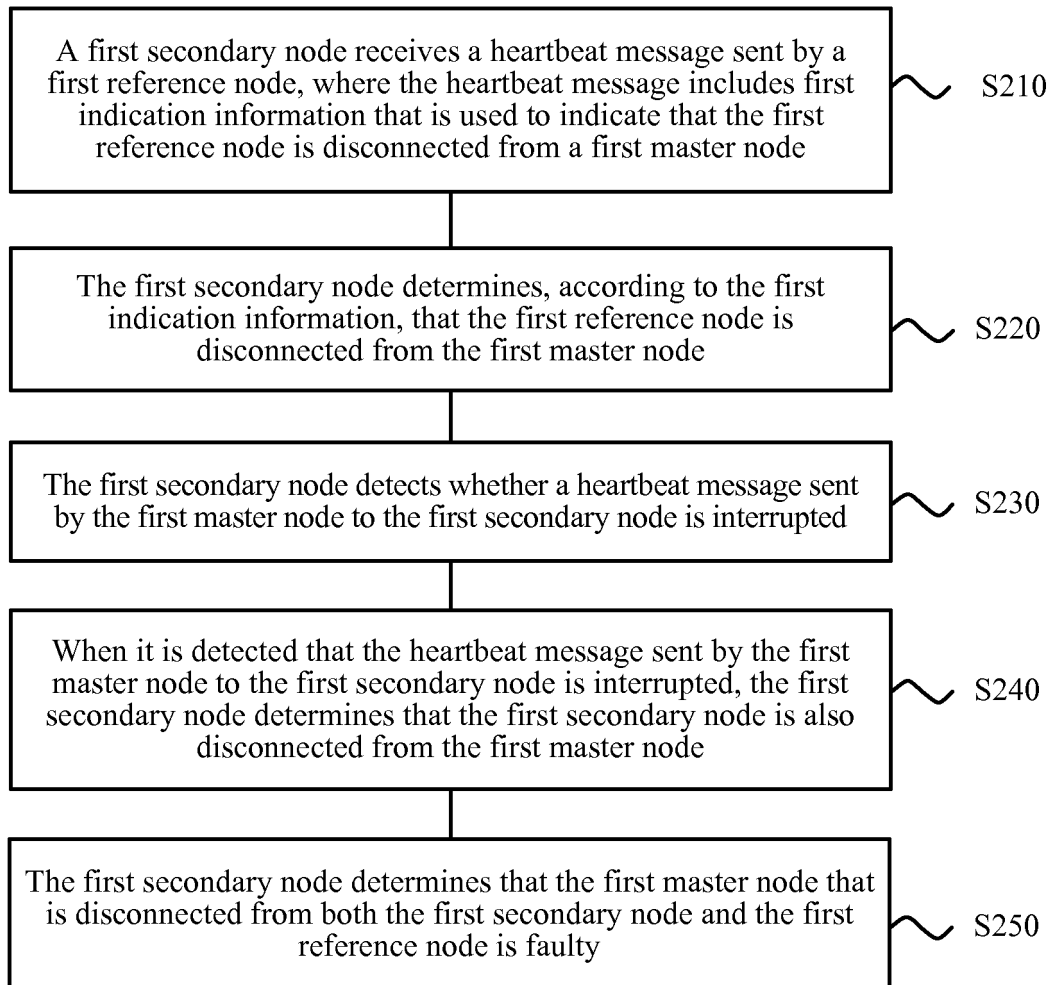 A first secondary node receives a heartbeat message sent by a
first reference node, where the heartbeat message includes first
indication information that is used to indicate that the first
reference node is disconnected from a first master node
S210
The first secondary node determines, according to the first
indication information, that the first reference node is
disconnected from the first master node
S220
The first secondary node detects whether a heartbeat message sent
by the first master node to the first secondary node is interrupted
S230
When it is detected that the heartbeat message sent by the first
master node to the first secondary node is interrupted, the first
secondary node determines that the first secondary node is also
disconnected from the first master node
S240
The first secondary node determines that the first master node that
is disconnected from both the first secondary node and the first
reference node is faulty
S250